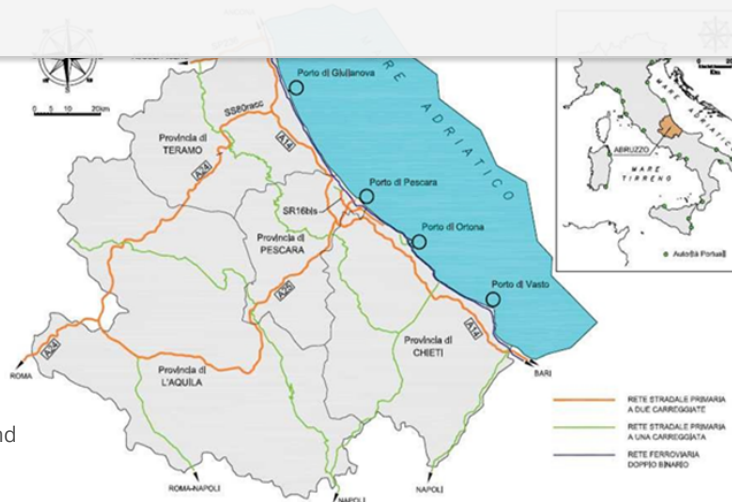 Porto di Giulianova
0 5 10 20km
SS80racc
MARE ADRIATICO
Provincia di
TERAMO
A24
A14
Porto di Pescara
SR16bis
Porto di Ortona
Provincia di
PESCARA
A25
Porto di Vasto
A14
Provincia di
CHIETI
A24
ROMA
Provincia di
L'AQUILA
BARI
nd
ROMA-NAPOLI
NAPOLI
NAPOLI
MARE ADRIATICO
ABRUZZO
MARE
TIRRENO
Autorità Portuali
RETE STRADALE PRIMARIA
A DUE CARREGGIATE
RETE STRADALE PRIMARIA
A UNA CARREGGIATA
RETE FERROVIARIA
DOPPIO BINARIO